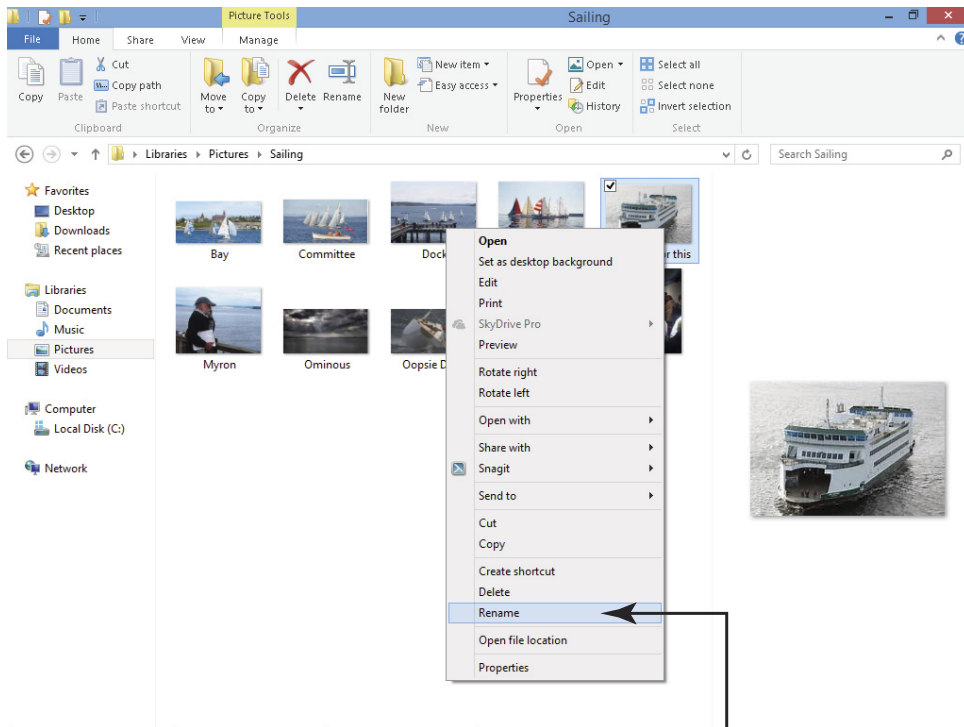 Picture Tools
Sailing
File Home Share View Manage
Copy
Paste
Cut
Copy path
Paste shortcut
Clipboard
Move to
Copy to
Delete
Rename
Organize
New folder
New item
Easy access
New
Properties
Open
Edit
History
Open
Select all
Select none
Invert selection
Select
Libraries Pictures Sailing
Search Sailing
Favorites
Desktop
Downloads
Recent places
Libraries
Documents
Music
Pictures
Videos
Computer
Local Disk (C:)
Network
Bay
Committee
Dock
r this
Myron
Ominous
Oopsie D
Open
Set as desktop background
Edit
Print
SkyDrive Pro
Preview
Rotate right
Rotate left
Open with
Share with
Snagit
Send to
Cut
Copy
Create shortcut
Delete
Rename
Open file location
Properties